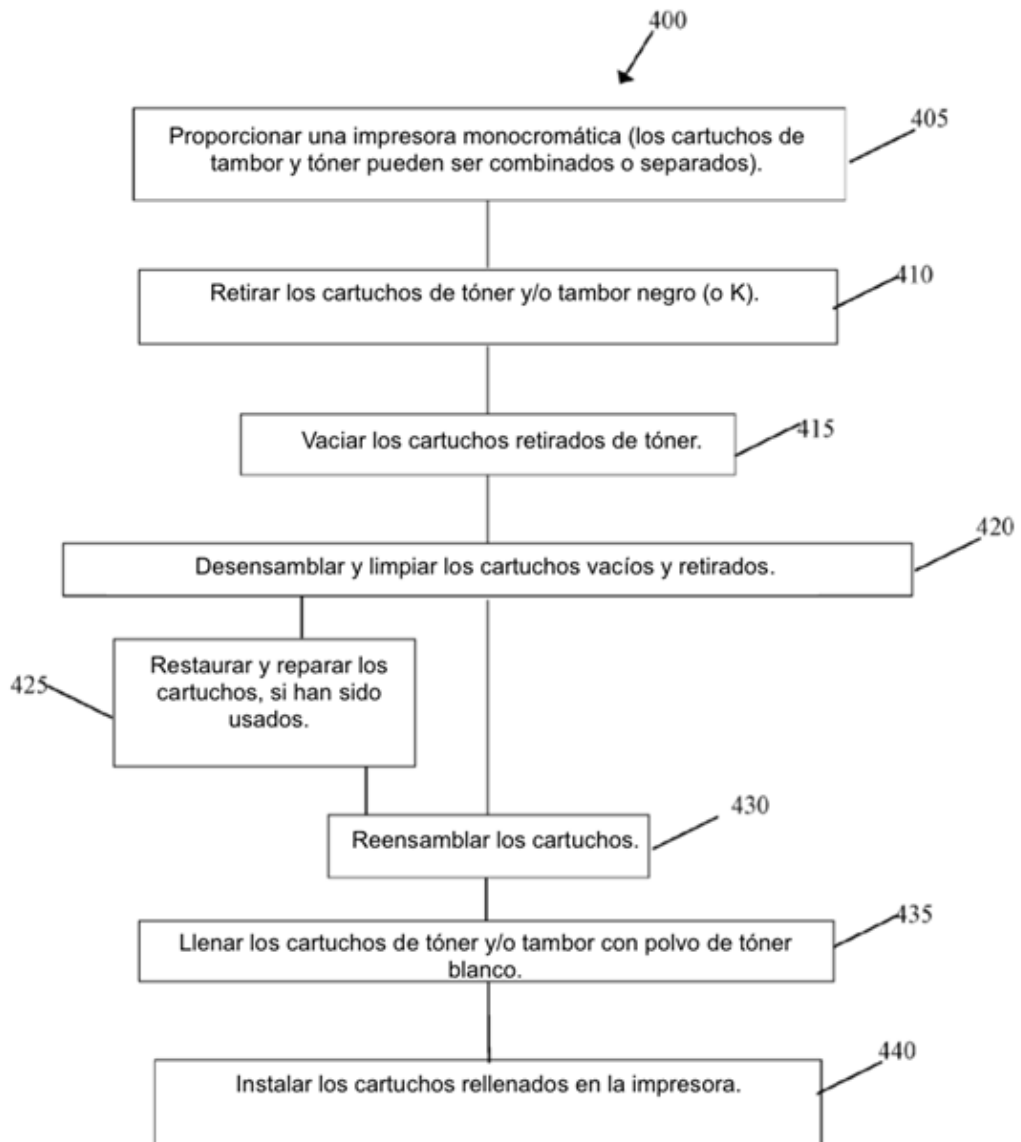 400
405
Proporcionar una impresora monocromática (los cartuchos de
tambor y tóner pueden ser combinados o separados).
410
Retirar los cartuchos de tóner y/o tambor negro (o K).
415
Vaciar los cartuchos retirados de tóner.
420
Desensamblar y limpiar los cartuchos vacíos y retirados.
425
Restaurar y reparar los
cartuchos, si han sido
usados.
430
Reensamblar los cartuchos.
435
Llenar los cartuchos de tóner y/o tambor con polvo de tóner
blanco.
440
Instalar los cartuchos rellenados en la impresora.